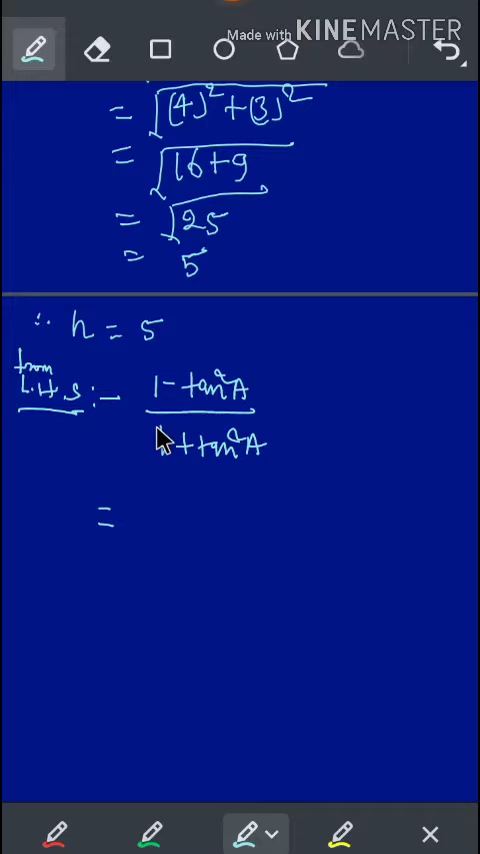 Made with KINEMASTER
= √(4)² + (3)²
= √16+9
= √25
= 5
∴ h = 5
from
L.H.S :- 1 - tan²A
1 + tan²A
=